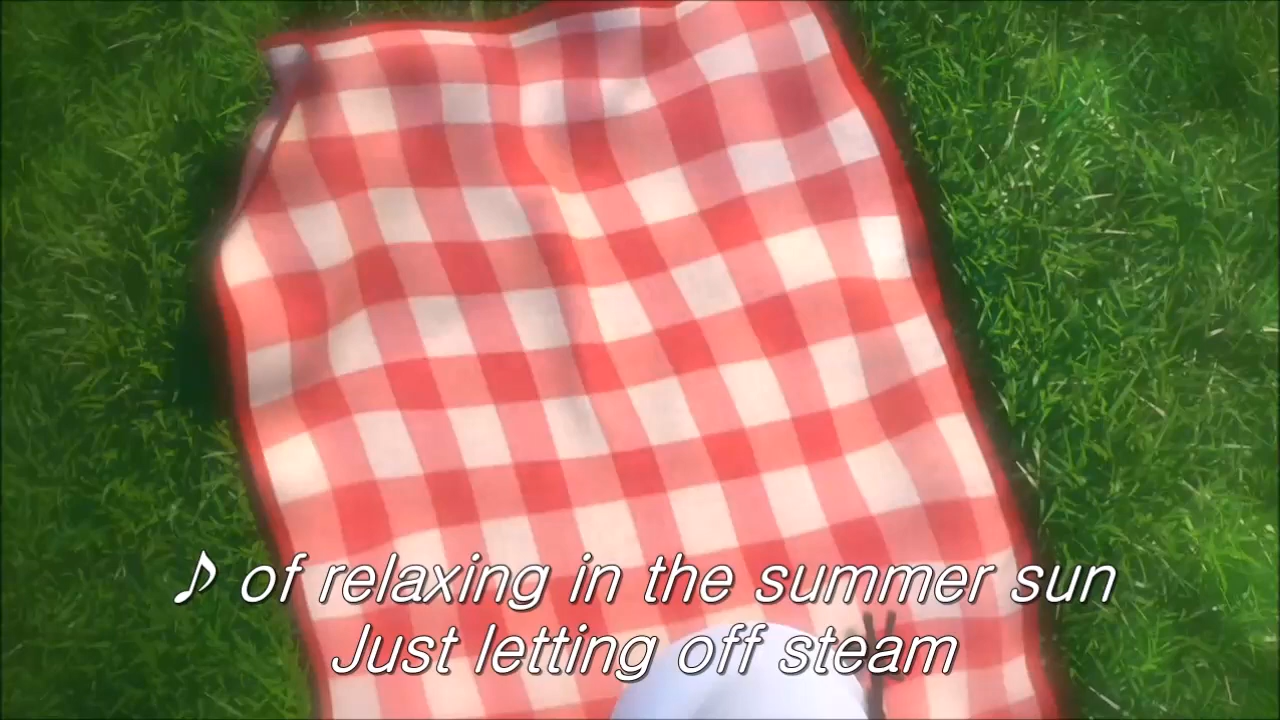 ♪ of relaxing in the summer sun
Just letting off steam